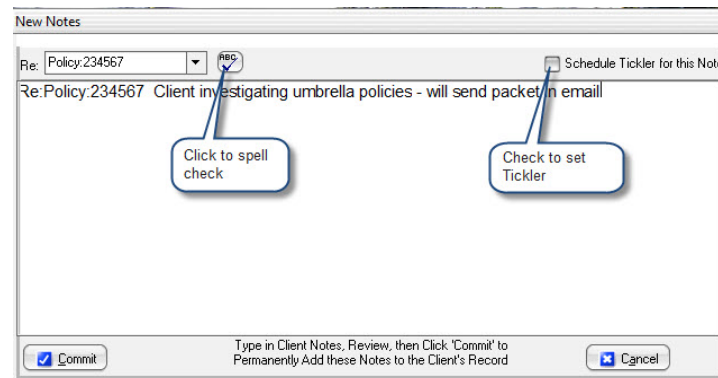 New Notes
Re: Policy:234567 ABC Schedule Tickler for this Not
Re:Policy:234567 Client investigating umbrella policies - will send packet in email
Click to spell
check
Check to set
Tickler
Commit
Type in Client Notes, Review, then Click 'Commit' to
Permanently Add these Notes to the Client's Record
Cancel